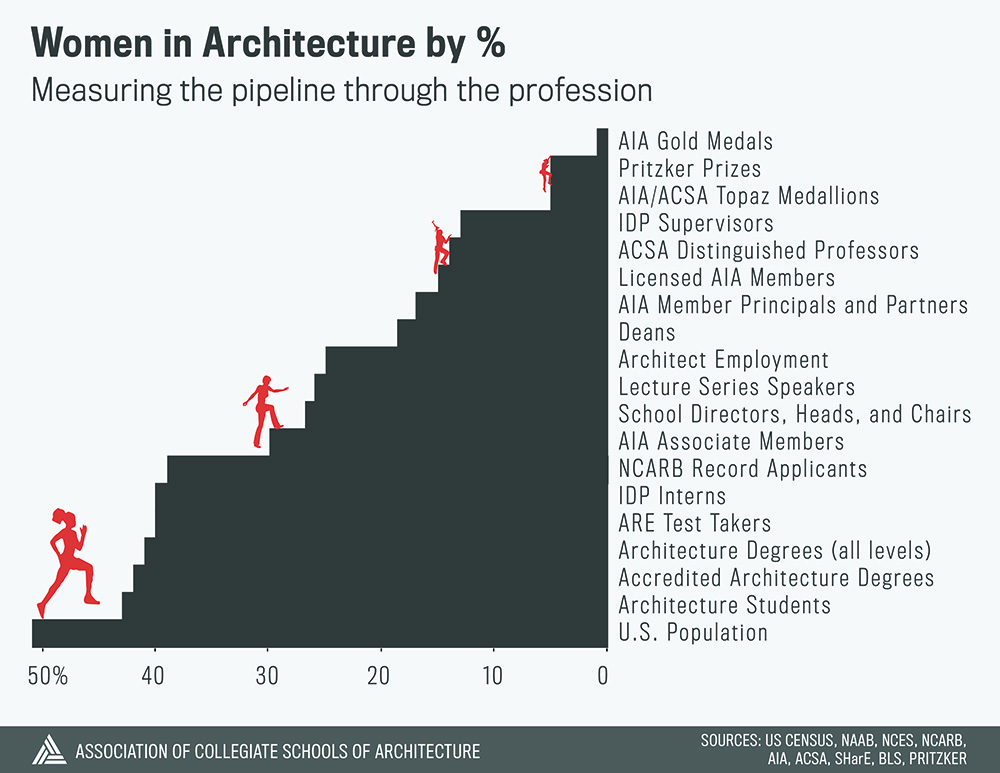 Women in Architecture by %
Measuring the pipeline through the profession
AIA Gold Medals
Pritzker Prizes
AIA/ACSA Topaz Medallions
IDP Supervisors
ACSA Distinguished Professors
Licensed AIA Members
AIA Member Principals and Partners
Deans
Architect Employment
Lecture Series Speakers
School Directors, Heads, and Chairs
AIA Associate Members
NCARB Record Applicants
IDP Interns
ARE Test Takers
Architecture Degrees (all levels)
Accredited Architecture Degrees
Architecture Students
U.S. Population
50% 40 30 20 10 0
ASSOCIATION OF COLLEGIATE SCHOOLS OF ARCHITECTURE
SOURCES: US CENSUS, NAAB, NCES, NCARB,
AIA, ACSA, SHarE, BLS, PRITZKER